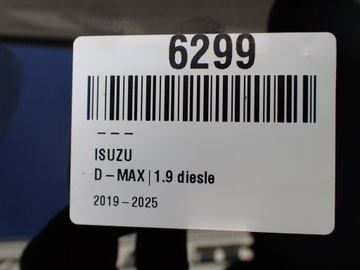 6299
– – –
ISUZU
D – MAX | 1.9 diesle
2019 – 2025